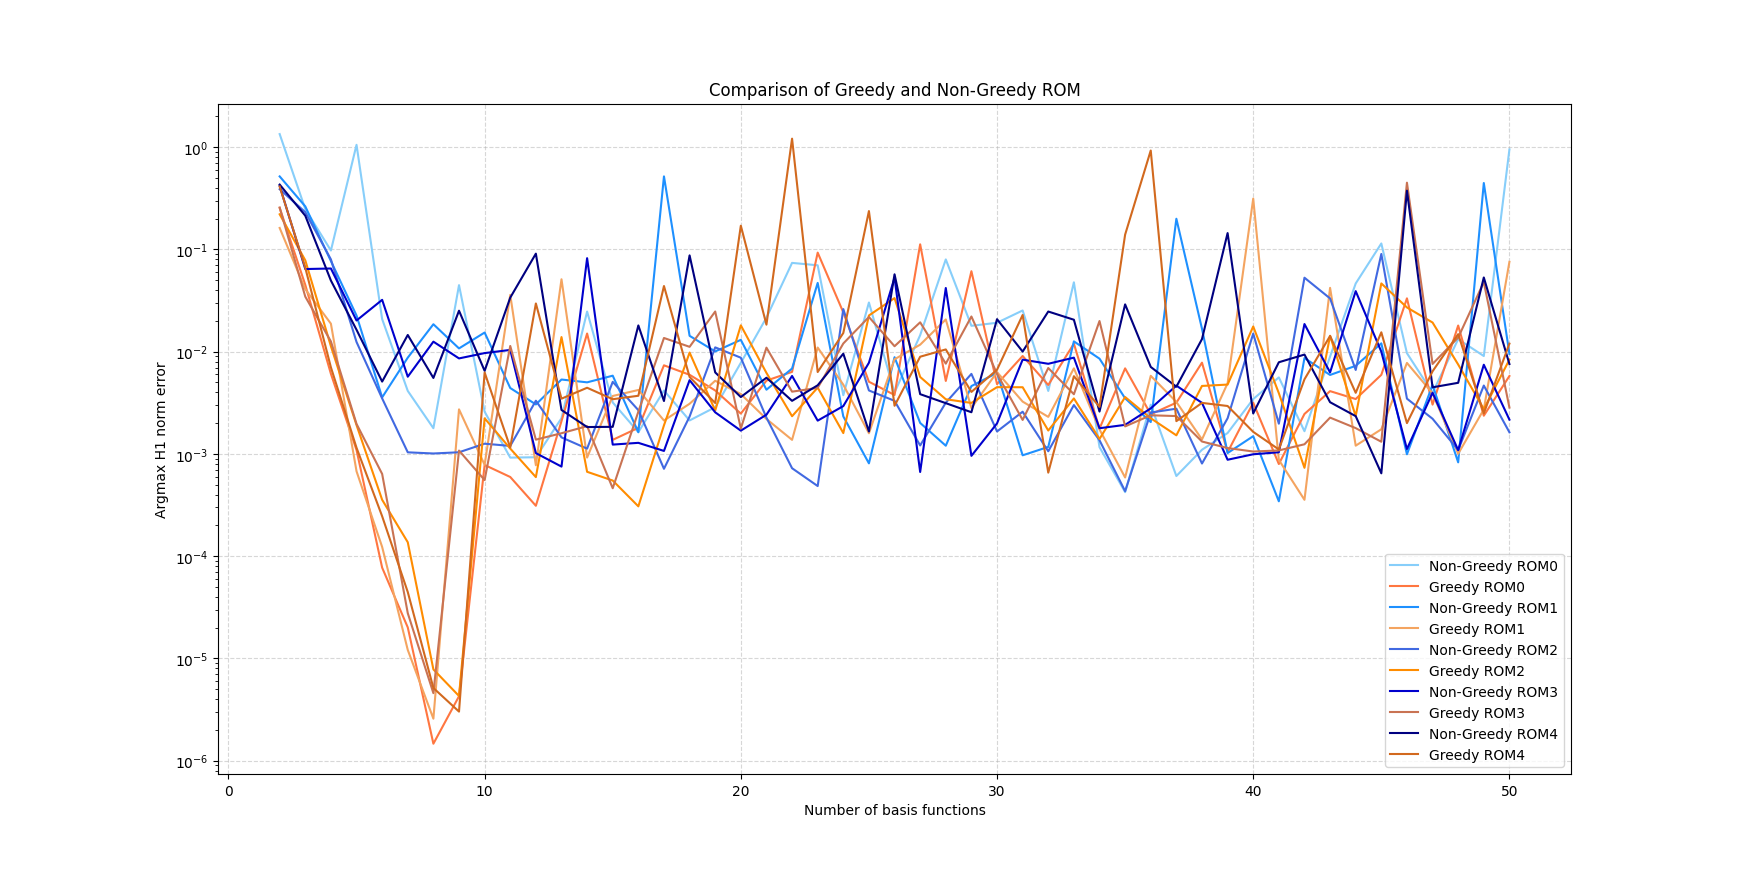 Comparison of Greedy and Non-Greedy ROM
Argmax H1 norm error
10⁰
10⁻¹
10⁻²
10⁻³
10⁻⁴
10⁻⁵
10⁻⁶
Non-Greedy ROM0
Greedy ROM0
Non-Greedy ROM1
Greedy ROM1
Non-Greedy ROM2
Greedy ROM2
Non-Greedy ROM3
Greedy ROM3
Non-Greedy ROM4
Greedy ROM4
0 10 20 30 40 50
Number of basis functions